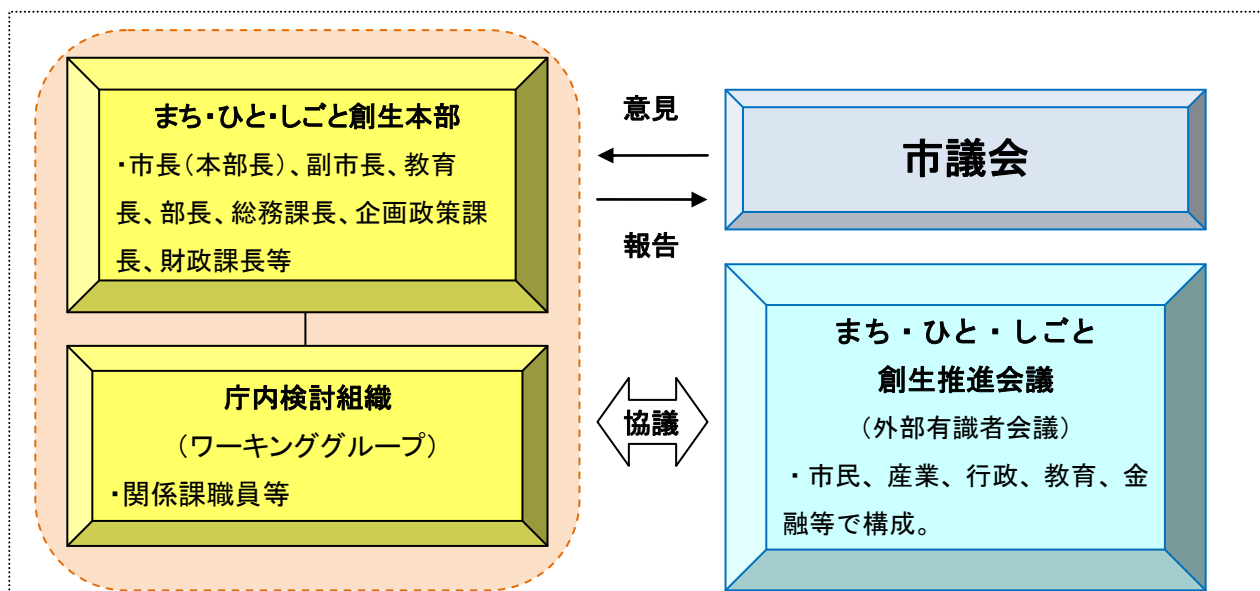 まち・ひと・しごと創生本部
・市長(本部長)、副市長、教育
長、部長、総務課長、企画政策課
長、財政課長等
庁内検討組織
(ワーキンググループ)
・関係課職員等
意見
報告
協議
市議会
まち・ひと・しごと
創生推進会議
(外部有識者会議)
・市民、産業、行政、教育、金
融等で構成。